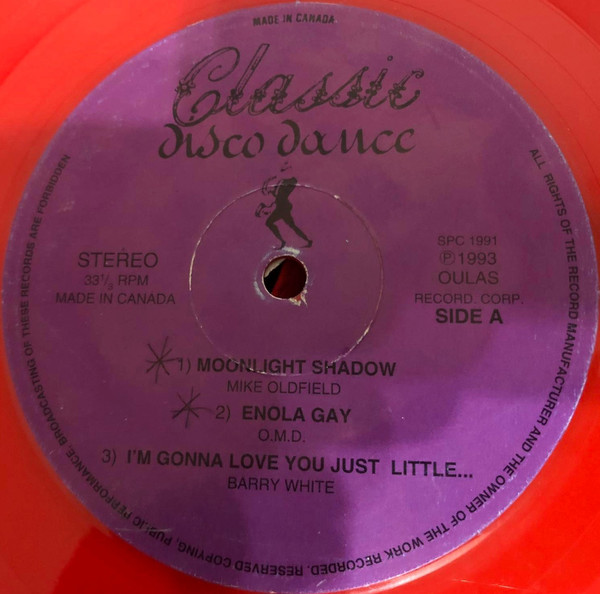 MADE IN CANADA
Classic
disco dance
STEREO
33⅓ RPM
MADE IN CANADA
SPC 1991
Ⓟ 1993
OULAS
RECORD. CORP.
SIDE A
1) MOONLIGHT SHADOW
MIKE OLDFIELD
2) ENOLA GAY
O.M.D.
3) I'M GONNA LOVE YOU JUST LITTLE...
BARRY WHITE
ALL RIGHTS OF THE RECORD MANUFACTURER AND THE OWNER OF THE WORK RECORDED. RESERVED COPYING, PUBLIC PERFORMANCE, BROADCASTING OF THESE RECORDS ARE FORBIDDEN